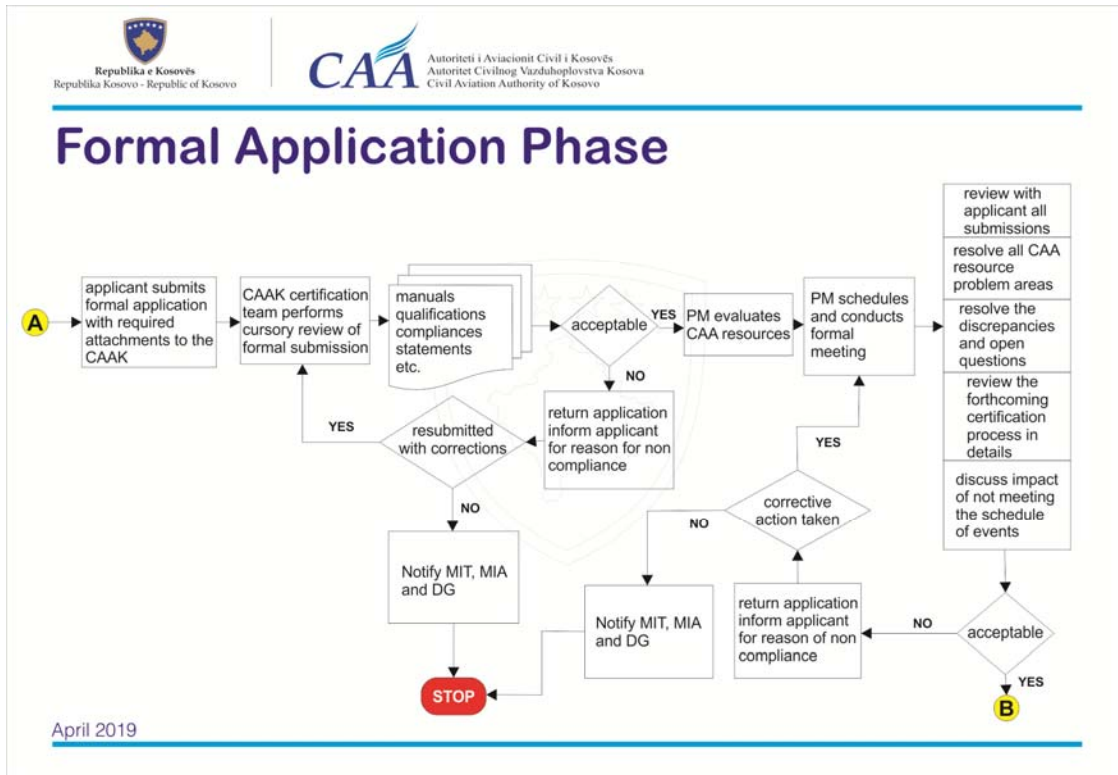 Republika e Kosovës
Republika Kosovo - Republic of Kosovo
CAA
Autoriteti i Aviacionit Civil i Kosovës
Autoritet Civilnog Vazduhoplovstva Kosova
Civil Aviation Authority of Kosovo
Formal Application Phase
A
applicant submits
formal application
with required
attachments to the
CAAK
CAAK certification
team performs
cursory review of
formal submission
manuals
qualifications
compliances
statements
etc.
acceptable
YES
NO
PM evaluates
CAA resources
PM schedules
and conducts
formal
meeting
review with
applicant all
submissions
resolve all CAA
resource
problem areas
resolve the
discrepancies
and open
questions
review the
forthcoming
certification
process in
details
discuss impact
of not meeting
the schedule
of events
return application
inform applicant
for reason for non
compliance
resubmitted
with corrections
YES
NO
Notify MIT, MIA
and DG
STOP
acceptable
YES
B
NO
return application
inform applicant
for reason of non
compliance
corrective
action taken
YES
NO
Notify MIT, MIA
and DG
April 2019